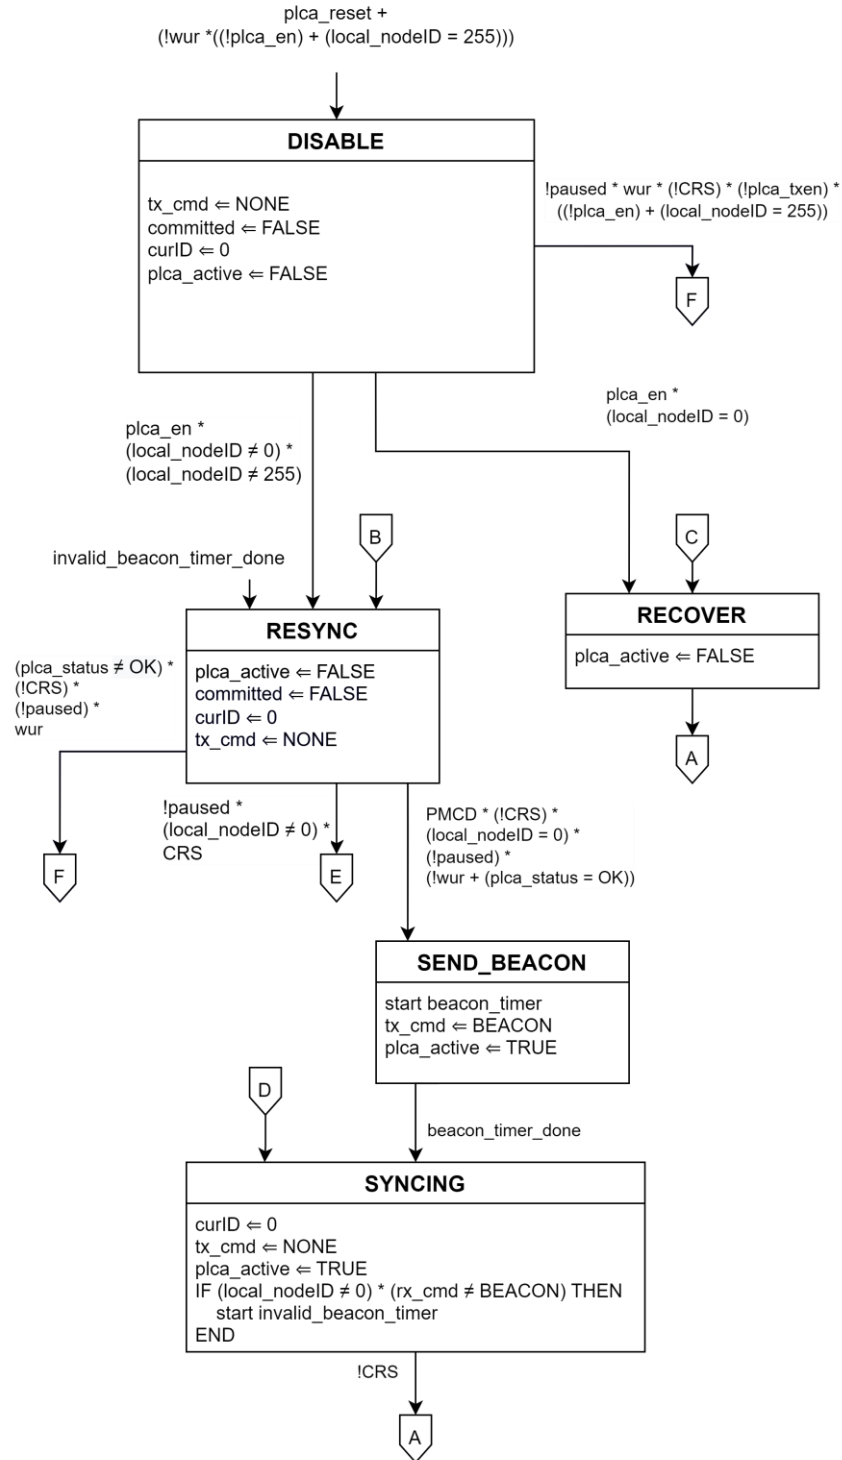 plca_reset +
(!wur *((!plca_en) + (local_nodeID = 255)))
DISABLE
tx_cmd ⇐ NONE
committed ⇐ FALSE
curID ⇐ 0
plca_active ⇐ FALSE
!paused * wur * (!CRS) * (!plca_txen) *
((!plca_en) + (local_nodeID = 255))
F
plca_en *
(local_nodeID = 0)
plca_en *
(local_nodeID ≠ 0) *
(local_nodeID ≠ 255)
B
C
invalid_beacon_timer_done
RESYNC
plca_active ⇐ FALSE
committed ⇐ FALSE
curID ⇐ 0
tx_cmd ⇐ NONE
RECOVER
plca_active ⇐ FALSE
A
(plca_status ≠ OK) *
(!CRS) *
(!paused) *
wur
F
!paused *
(local_nodeID ≠ 0) *
CRS
E
PMCD * (!CRS) *
(local_nodeID = 0) *
(!paused) *
(!wur + (plca_status = OK))
SEND_BEACON
start beacon_timer
tx_cmd ⇐ BEACON
plca_active ⇐ TRUE
D
beacon_timer_done
SYNCING
curID ⇐ 0
tx_cmd ⇐ NONE
plca_active ⇐ TRUE
IF (local_nodeID ≠ 0) * (rx_cmd ≠ BEACON) THEN
start invalid_beacon_timer
END
!CRS
A